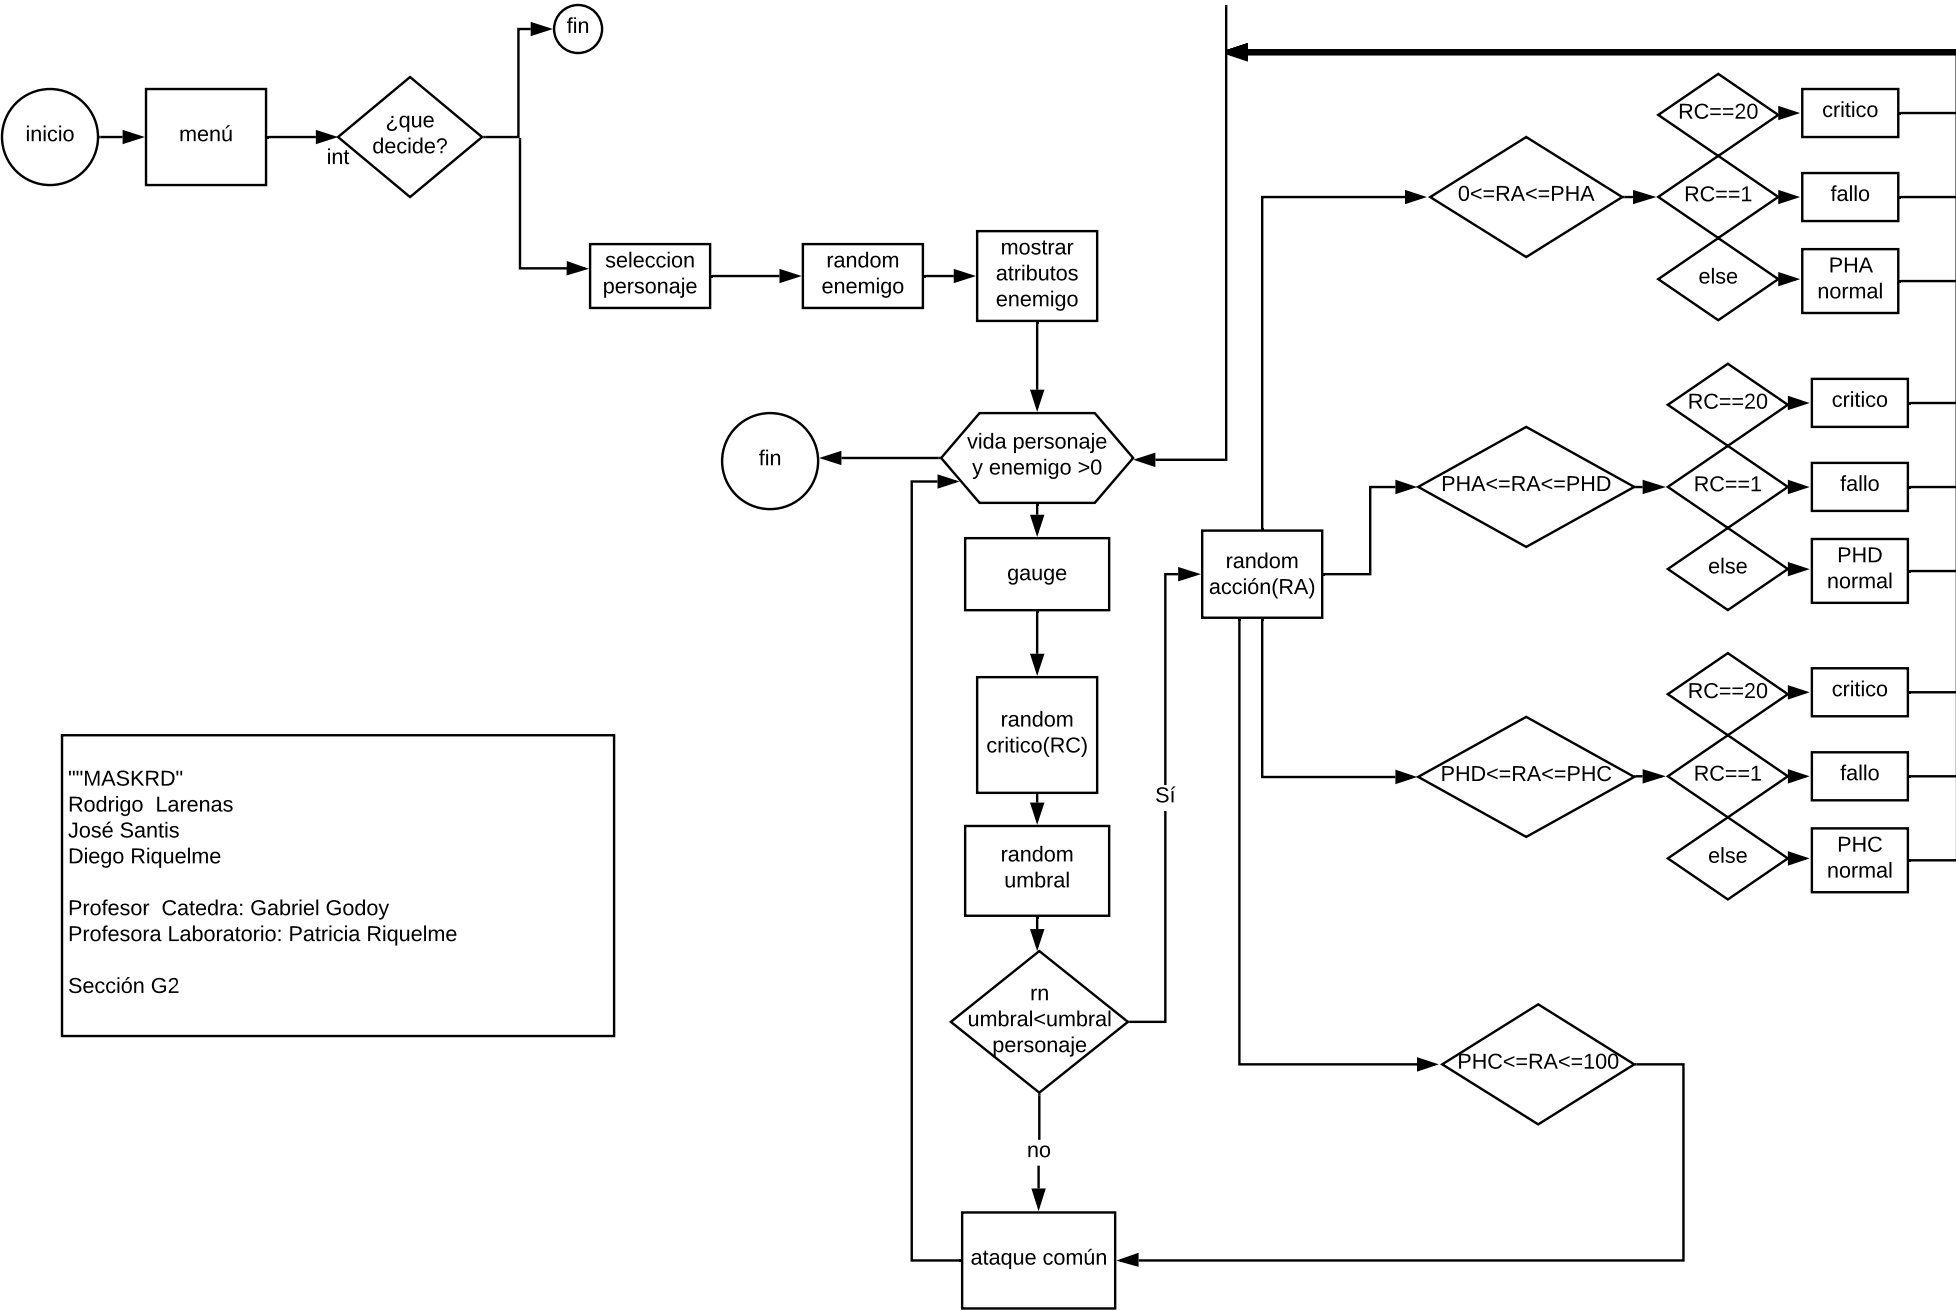 fin
inicio
menú
int
¿que
decide?
seleccion
personaje
random
enemigo
mostrar
atributos
enemigo
fin
vida personaje
y enemigo >0
gauge
random
critico(RC)
random
umbral
rn
umbral<umbral
personaje
no
ataque común
Sí
random
acción(RA)
0<=RA<=PHA
RC==20
critico
RC==1
fallo
else
PHA
normal
PHA<=RA<=PHD
RC==20
critico
RC==1
fallo
else
PHD
normal
PHD<=RA<=PHC
RC==20
critico
RC==1
fallo
else
PHC
normal
PHC<=RA<=100
""MASKRD"
Rodrigo  Larenas
José Santis
Diego Riquelme
Profesor  Catedra: Gabriel Godoy
Profesora Laboratorio: Patricia Riquelme
Sección G2